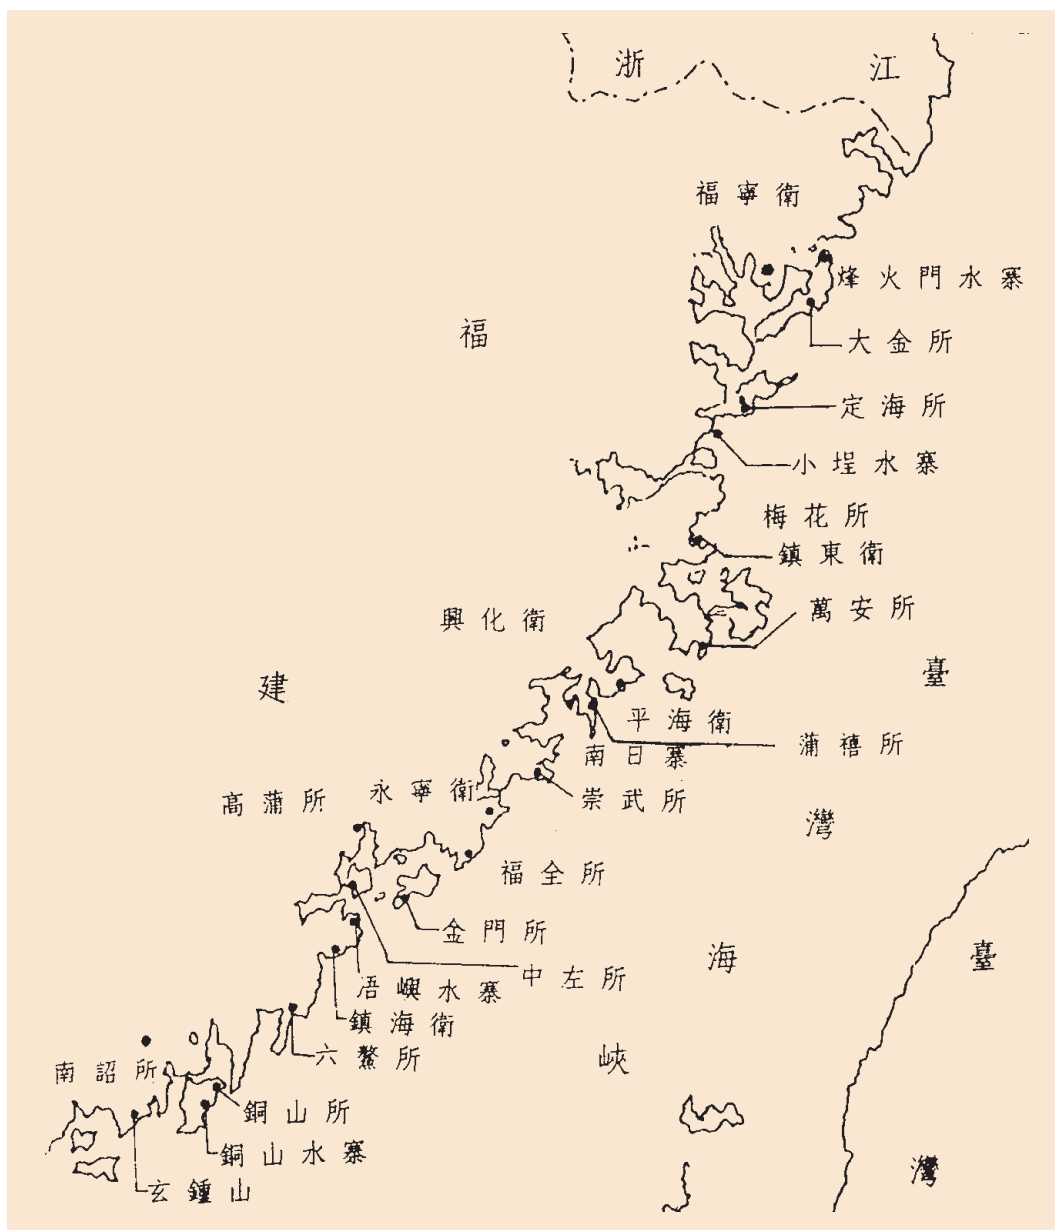 浙江
福寧衛
烽火門水寨
福
大金所
定海所
小埕水寨
梅花所
鎮東衛
萬安所
興化衛
建
臺
平海衛
蒲禧所
南日寨
永寧衛
高蒲所
崇武所
灣
福全所
金門所
海
臺
中左所
浯嶼水寨
鎮海衛
六鰲所
峽
南詔所
銅山所
銅山水寨
灣
玄鍾山